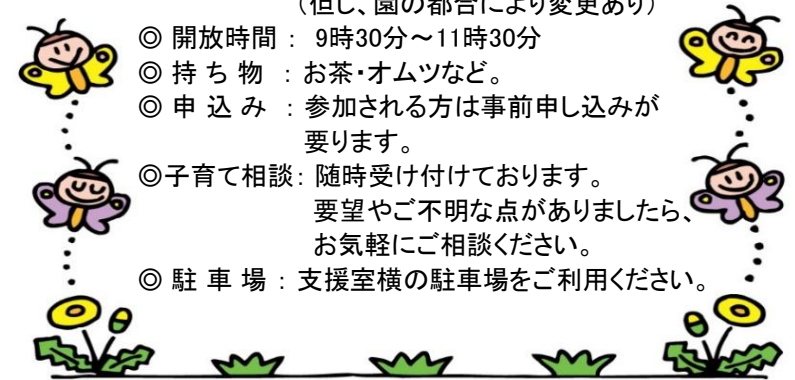 (但し、園の都合により変更あり)
◎ 開放時間 : 9時30分～11時30分
◎ 持 ち 物 : お茶・オムツなど。
◎ 申 込 み : 参加される方は事前申し込みが
要ります。
◎子育て相談: 随時受け付けております。
要望やご不明な点がありましたら、
お気軽にご相談ください。
◎ 駐 車 場 : 支援室横の駐車場をご利用ください。